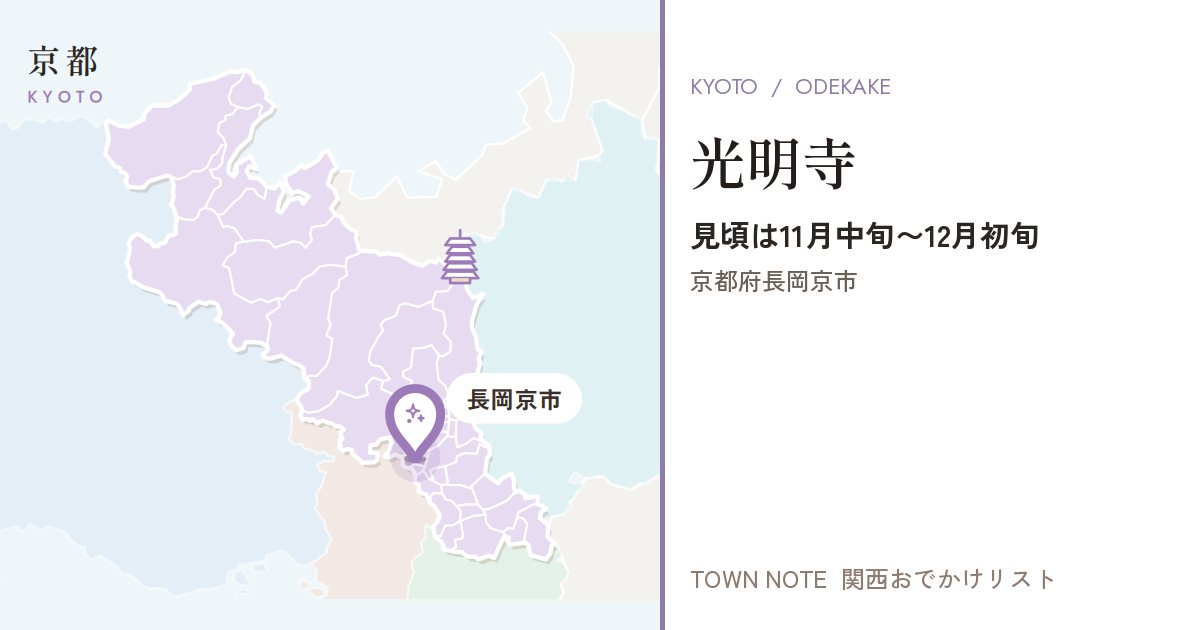 京都
KYOTO
長岡京市
KYOTO / ODEKAKE
光明寺
見頃は11月中旬〜12月初旬
京都府長岡京市
TOWN NOTE 関西おでかけリスト